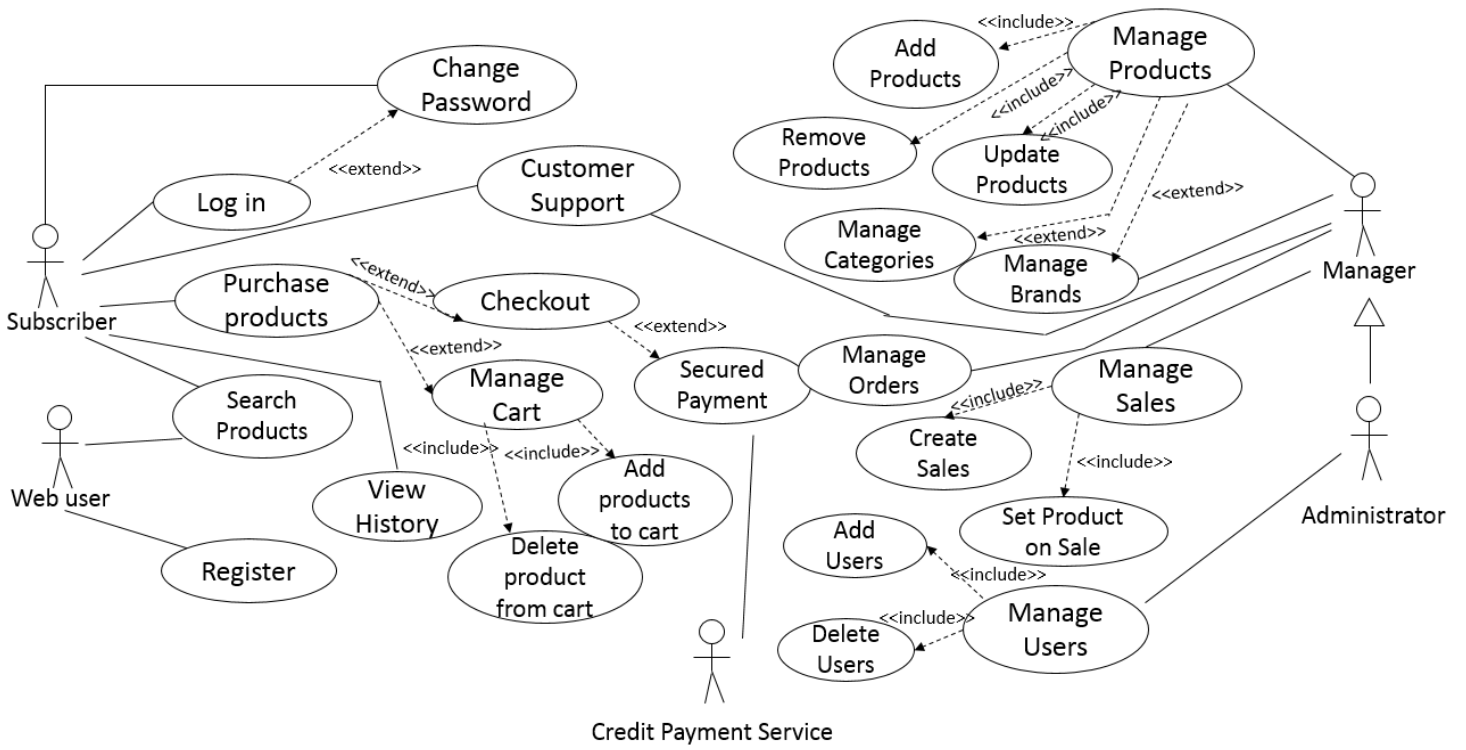 <<include>>
Manage
Products
Add
Products
Change
Password
<<include>>
<<include>>
Remove
Products
Update
Products
<<extend>>
Customer
Support
Log in
<<extend>>
Manage
Categories
<<extend>>
Manage
Brands
Manager
<<extend>>
Purchase
products
Checkout
Subscriber
<<extend>>
<<extend>>
Manage
Orders
Secured
Payment
Manage
Sales
Manage
Cart
Search
Products
<<include>>
Create
Sales
<<include>>
<<include>>
<<include>>
Add
products
to cart
Web user
View
History
Set Product
on Sale
Administrator
Add
Users
Delete
product
from cart
Register
<<include>>
<<include>>
Manage
Users
Delete
Users
Credit Payment Service